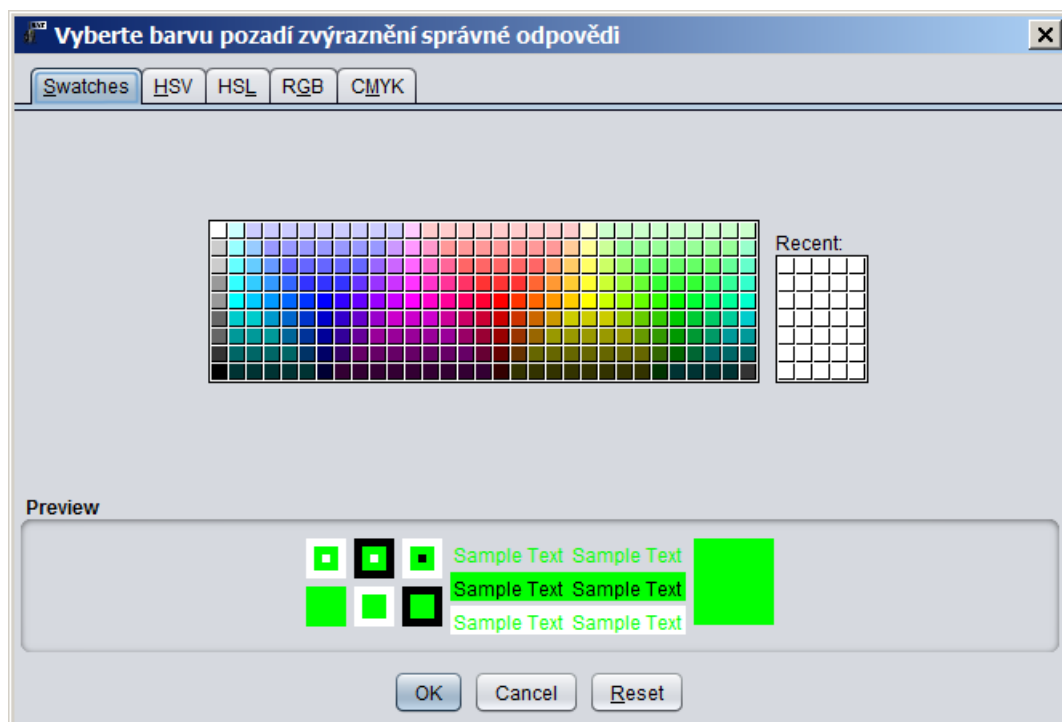 Vyberte barvu pozadí zvýraznění správné odpovědi
Swatches HSV HSL RGB CMYK
Recent:
Preview
Sample Text Sample Text
Sample Text Sample Text
Sample Text Sample Text
OK Cancel Reset